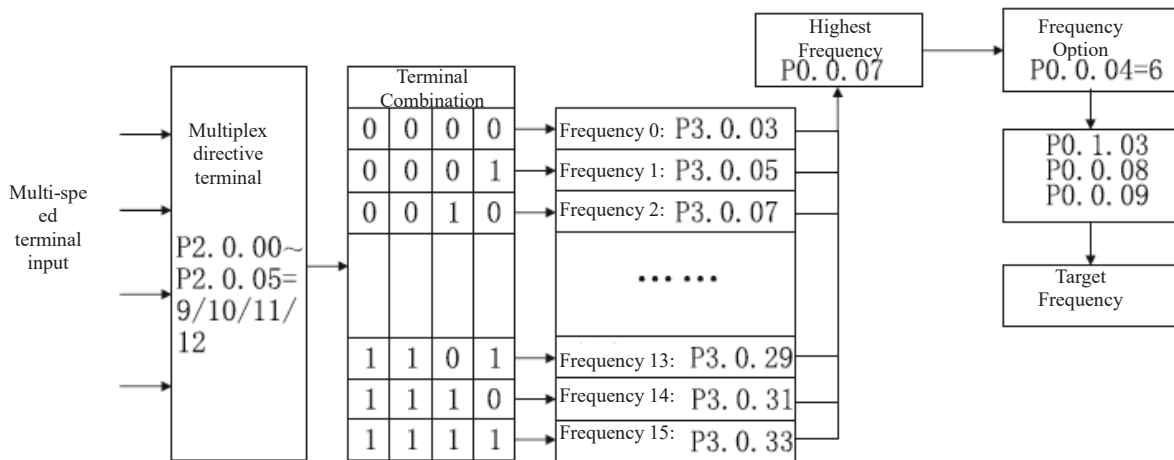 Multi-spe
ed
terminal
input
Multiplex
directive
terminal
P2.0.00~
P2.0.05=
9/10/11/
12
Terminal
Combination
0 0 0 0
0 0 0 1
0 0 1 0
1 1 0 1
1 1 1 0
1 1 1 1
Frequency 0: P3.0.03
Frequency 1: P3.0.05
Frequency 2: P3.0.07
……
Frequency 13: P3.0.29
Frequency 14: P3.0.31
Frequency 15: P3.0.33
Highest
Frequency
P0.0.07
Frequency
Option
P0.0.04=6
P0.1.03
P0.0.08
P0.0.09
Target
Frequency